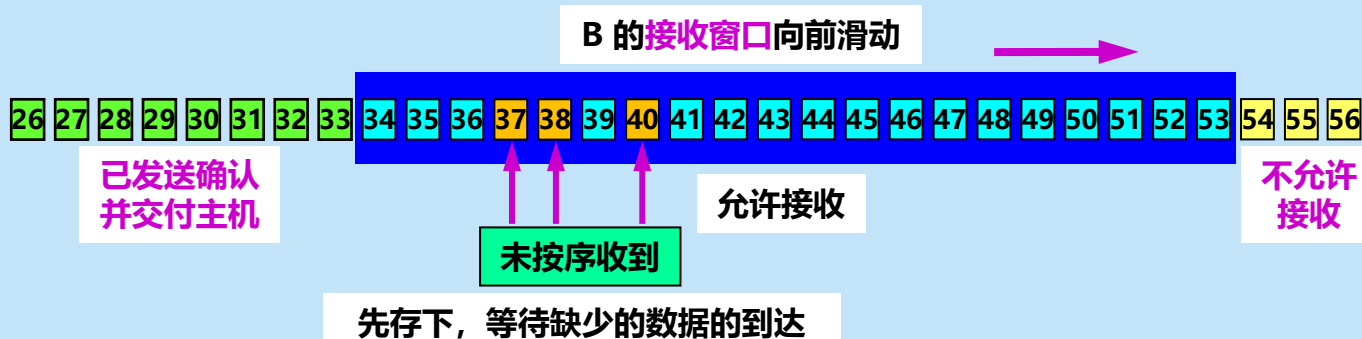 B 的接收窗口向前滑动
26 27 28 29 30 31 32 33 34 35 36 37 38 39 40 41 42 43 44 45 46 47 48 49 50 51 52 53 54 55 56
已发送确认
并交付主机
允许接收
不允许
接收
未按序收到
先存下，等待缺少的数据的到达